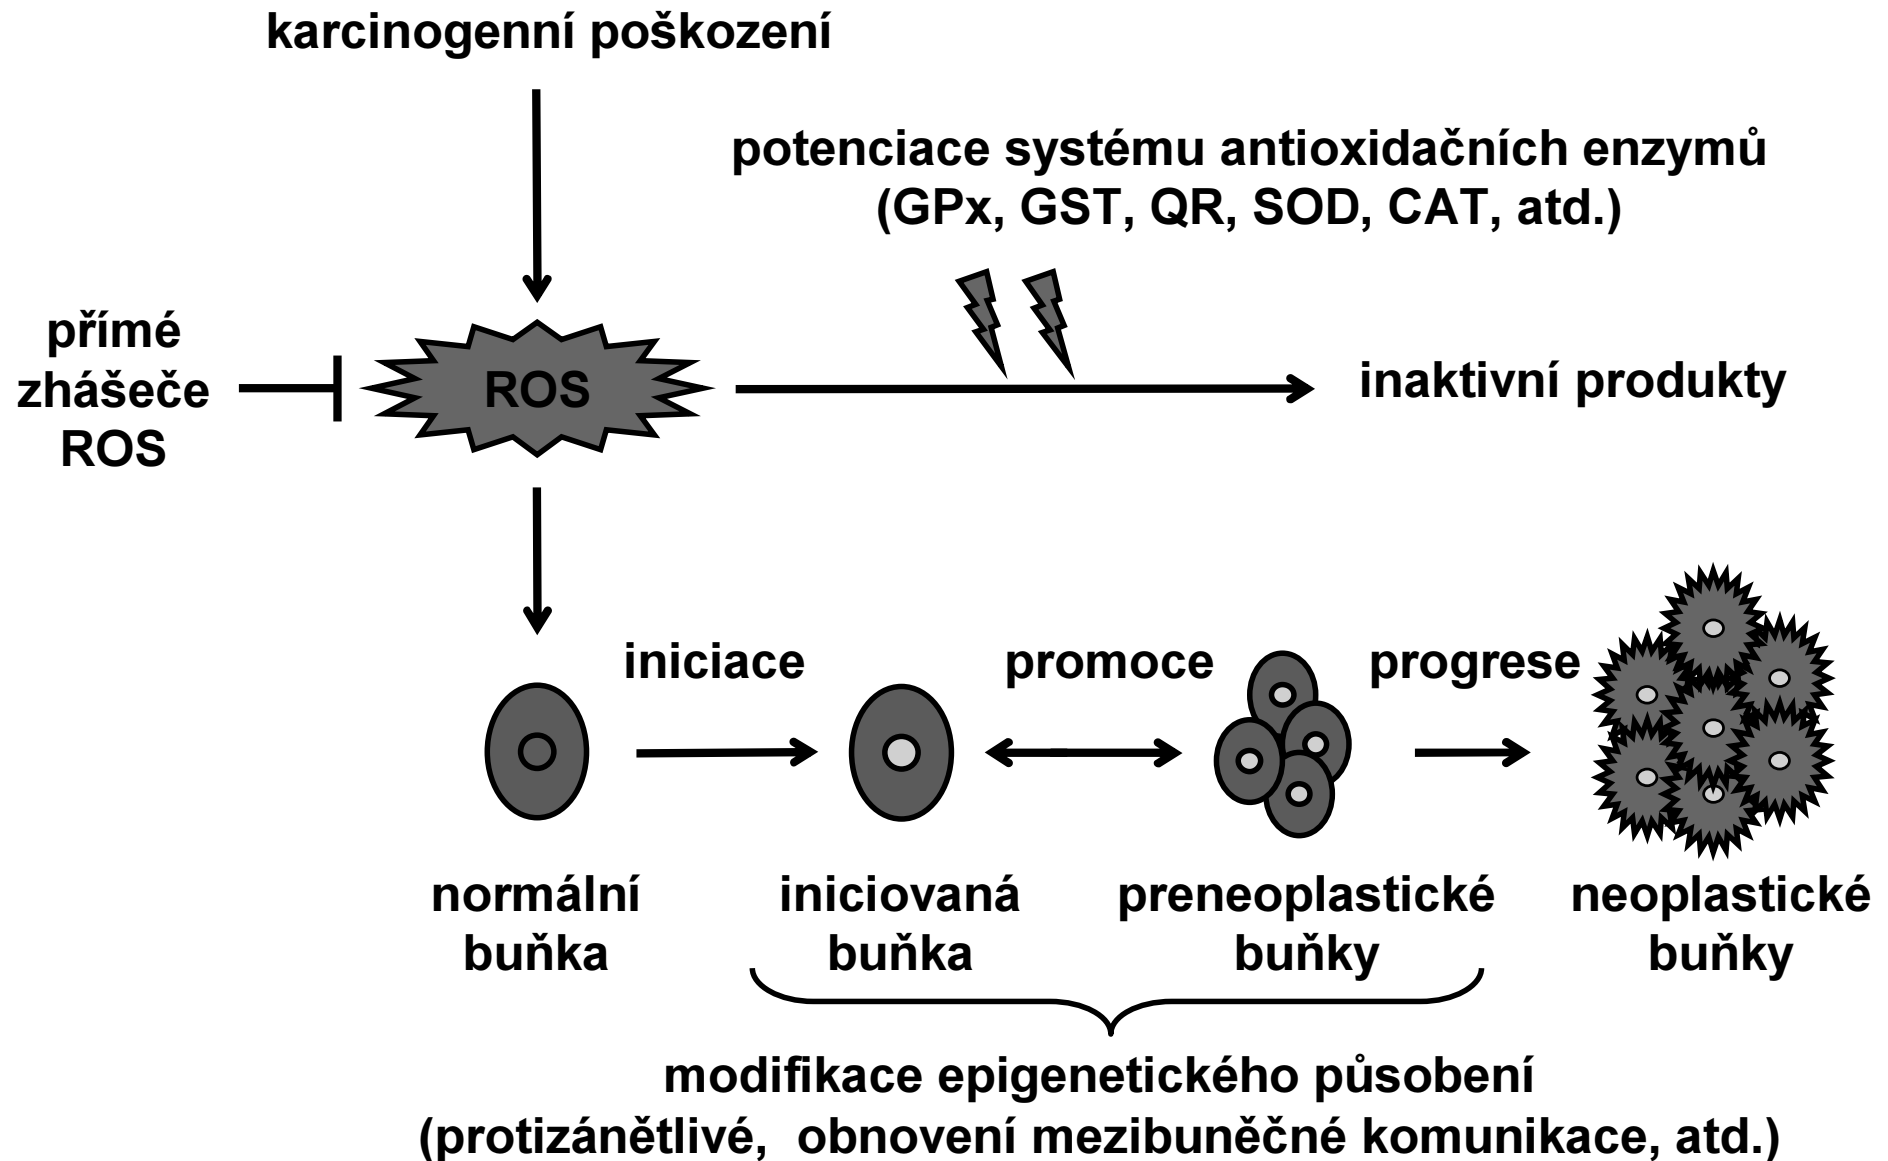 karcinogenní poškození
potenciace systému antioxidačních enzymů
(GPx, GST, QR, SOD, CAT, atd.)
přímé
zhášeče
ROS
ROS
inaktivní produkty
iniciace
promoce
progrese
normální
buňka
iniciovaná
buňka
preneoplastické
buňky
neoplastické
buňky
modifikace epigenetického působení
(protizánětlivé,  obnovení mezibuněčné komunikace, atd.)